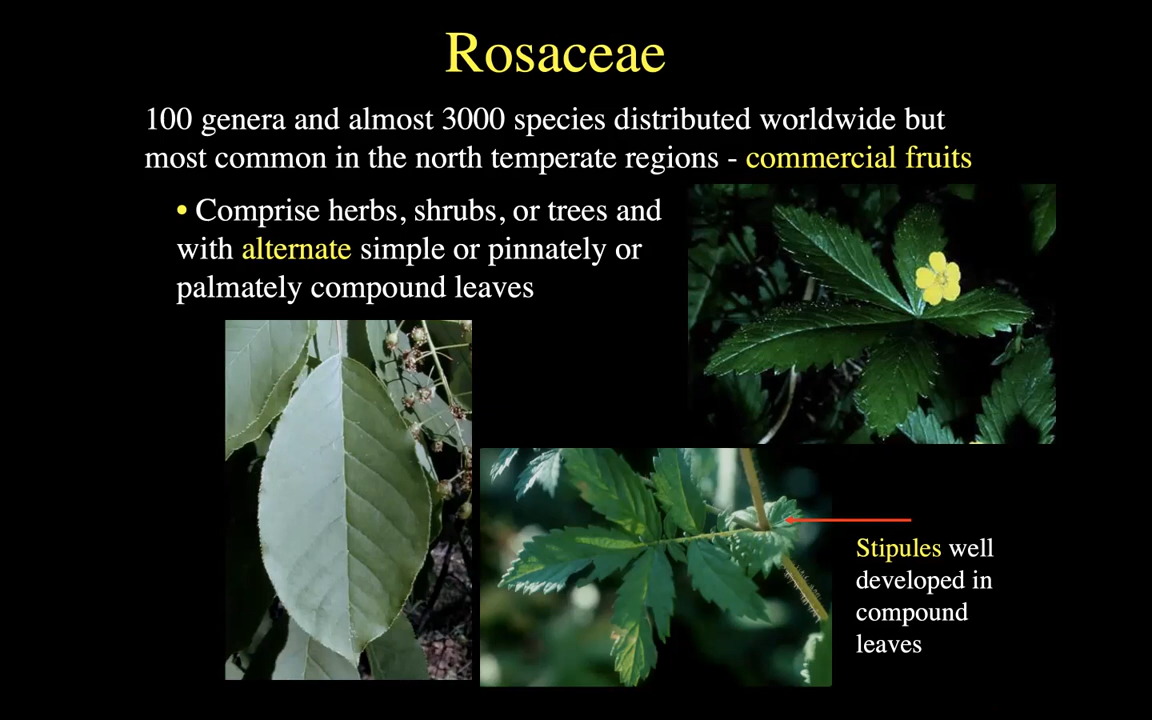 Rosaceae
100 genera and almost 3000 species distributed worldwide but
most common in the north temperate regions - commercial fruits
• Comprise herbs, shrubs, or trees and
with alternate simple or pinnately or
palmately compound leaves
Stipules well
developed in
compound
leaves